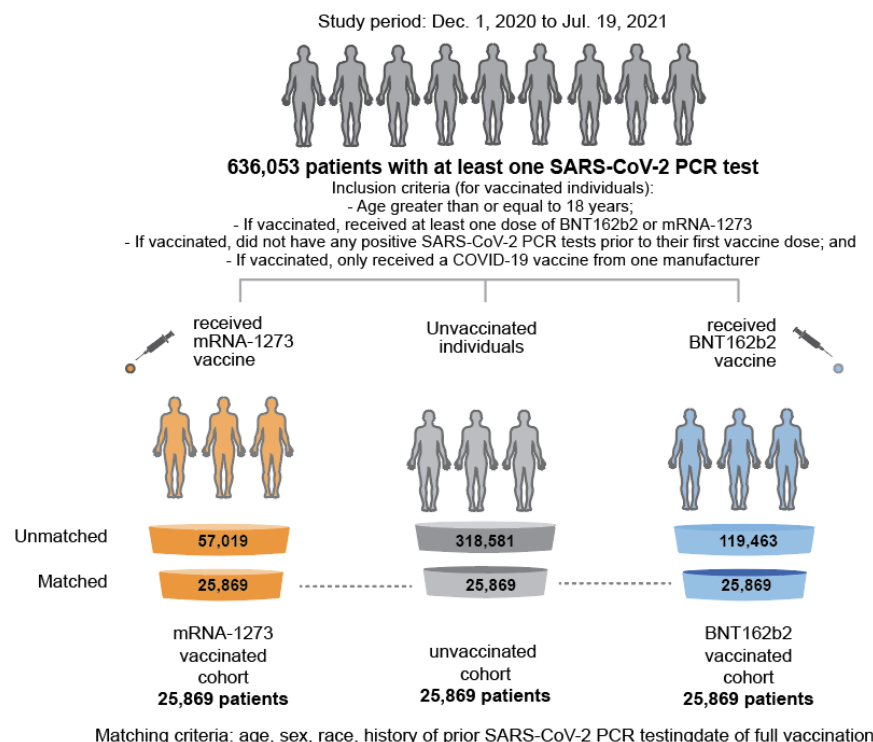 Study period: Dec. 1, 2020 to Jul. 19, 2021
636,053 patients with at least one SARS-CoV-2 PCR test
Inclusion criteria (for vaccinated individuals):
- Age greater than or equal to 18 years;
- If vaccinated, received at least one dose of BNT162b2 or mRNA-1273
- If vaccinated, did not have any positive SARS-CoV-2 PCR tests prior to their first vaccine dose; and
- If vaccinated, only received a COVID-19 vaccine from one manufacturer
received
mRNA-1273
vaccine
Unvaccinated
individuals
received
BNT162b2
vaccine
Unmatched
57,019
318,581
119,463
Matched
25,869
25,869
25,869
mRNA-1273
vaccinated
cohort
25,869 patients
unvaccinated
cohort
25,869 patients
BNT162b2
vaccinated
cohort
25,869 patients
Matching criteria: age, sex, race, history of prior SARS-CoV-2 PCR testingdate of full vaccination